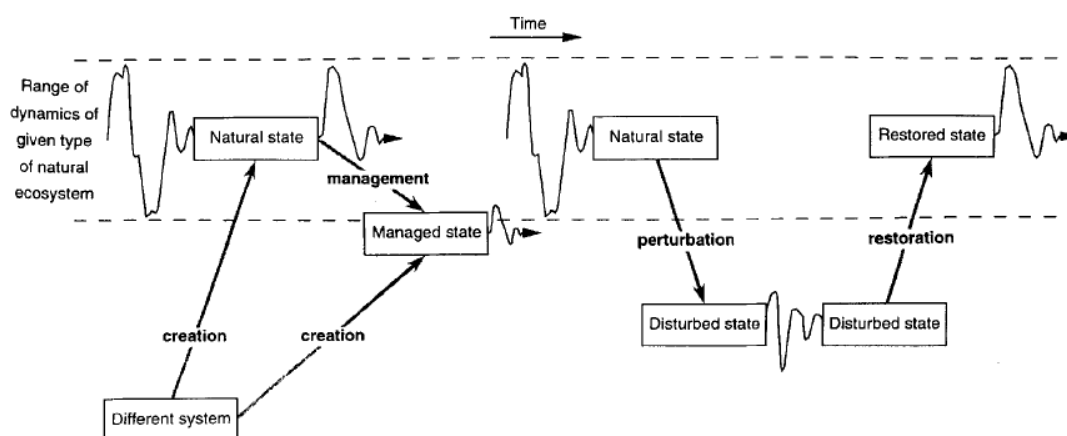 Time
Range of
dynamics of
given type
of natural
ecosystem
Natural state
management
Managed state
creation
creation
Different system
Natural state
perturbation
Disturbed state
Disturbed state
restoration
Restored state